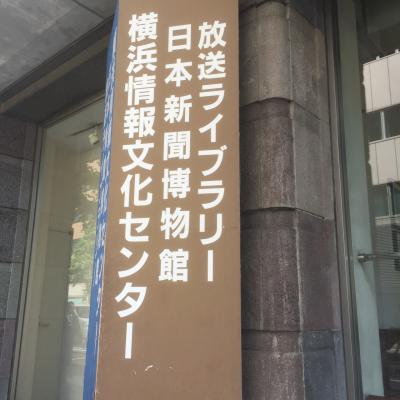 放送ライブラリー
日本新聞博物館
横浜情報文化センター